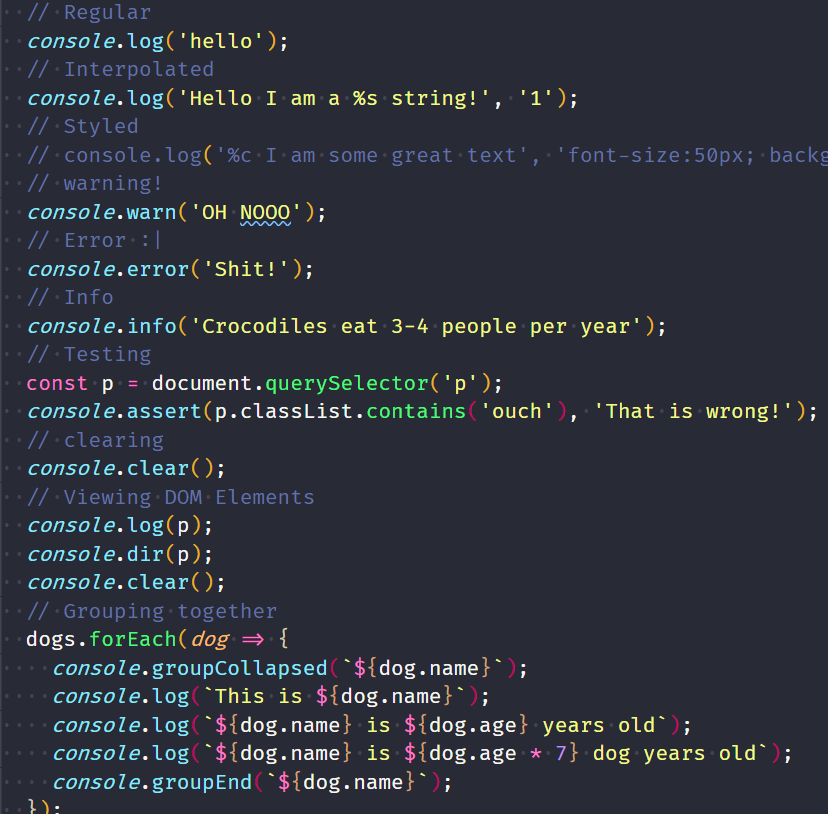 // Regular
console.log('hello');
// Interpolated
console.log('Hello I am a %s string!', '1');
// Styled
// console.log('%c I am some great text', 'font-size:50px; backg
// warning!
console.warn('OH NOOO');
// Error :|
console.error('Shit!');
// Info
console.info('Crocodiles eat 3-4 people per year');
// Testing
const p = document.querySelector('p');
console.assert(p.classList.contains('ouch'), 'That is wrong!');
// clearing
console.clear();
// Viewing DOM Elements
console.log(p);
console.dir(p);
console.clear();
// Grouping together
dogs.forEach(dog => {
console.groupCollapsed(`${dog.name}`);
console.log(`This is ${dog.name}`);
console.log(`${dog.name} is ${dog.age} years old`);
console.log(`${dog.name} is ${dog.age * 7} dog years old`);
console.groupEnd(`${dog.name}`);
});